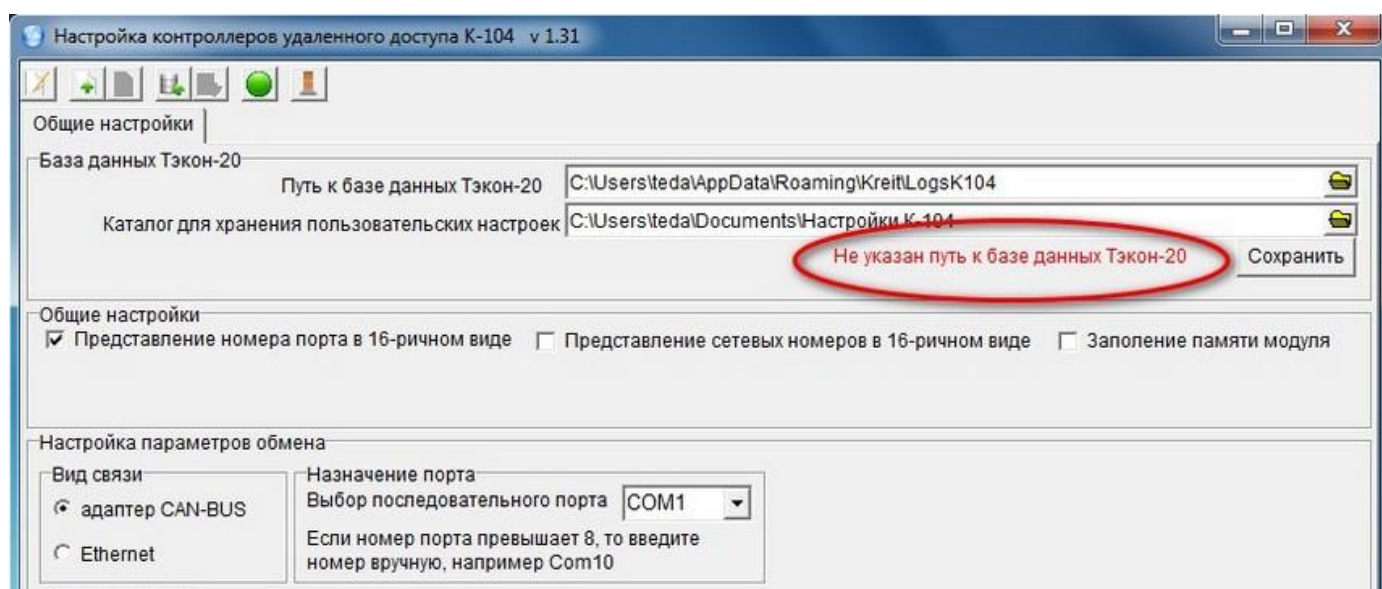 Настройка контроллеров удаленного доступа К-104 v 1.31
Общие настройки
База данных Тэкон-20
Путь к базе данных Тэкон-20 C:\Users\teda\AppData\Roaming\Kreit\LogsK104
Каталог для хранения пользовательских настроек C:\Users\teda\Documents\Настройки К-104
Не указан путь к базе данных Тэкон-20 Сохранить
Общие настройки
Представление номера порта в 16-ричном виде Представление сетевых номеров в 16-ричном виде Заполение памяти модуля
Настройка параметров обмена
Вид связи Назначение порта
адаптер CAN-BUS Выбор последовательного порта COM1
Ethernet Если номер порта превышает 8, то введите
номер вручную, например Com10